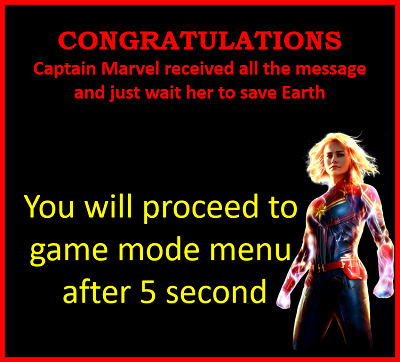 CONGRATULATIONS
Captain Marvel received all the message
and just wait her to save Earth
You will proceed to
game mode menu
after 5 second